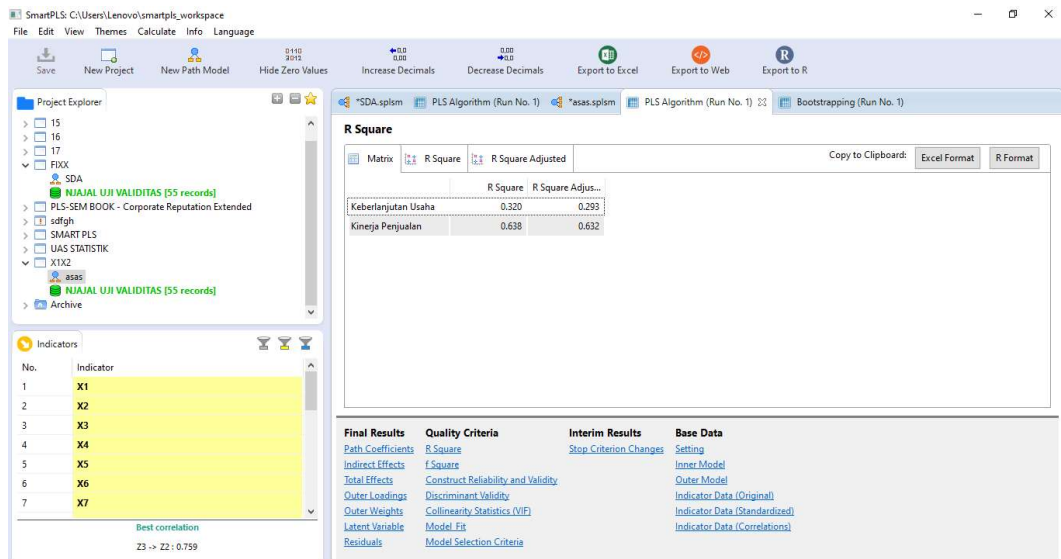 SmartPLS: C:\Users\Lenovo\smartpls_workspace
File Edit View Themes Calculate Info Language
Save New Project New Path Model Hide Zero Values Increase Decimals Decrease Decimals Export to Excel Export to Web Export to R
Project Explorer
15
16
17
FIXX
SDA
NJAJAL UJI VALIDITAS [55 records]
PLS-SEM BOOK - Corporate Reputation Extended
sdfgh
SMART PLS
UAS STATISTIK
X1X2
asas
NJAJAL UJI VALIDITAS [55 records]
Archive
Indicators
No. Indicator
1 X1
2 X2
3 X3
4 X4
5 X5
6 X6
7 X7
Best correlation
Z3 -> Z2 : 0.759
*SDA.splsm PLS Algorithm (Run No. 1) *asas.splsm PLS Algorithm (Run No. 1) Bootstrapping (Run No. 1)
R Square
Matrix R Square R Square Adjusted Copy to Clipboard: Excel Format R Format
R Square R Square Adjus...
Keberlanjutan Usaha 0.320 0.293
Kinerja Penjualan 0.638 0.632
Final Results Quality Criteria Interim Results Base Data
Path Coefficients R Square Stop Criterion Changes Setting
Indirect Effects f Square Inner Model
Total Effects Construct Reliability and Validity Outer Model
Outer Loadings Discriminant Validity Indicator Data (Original)
Outer Weights Collinearity Statistics (VIF) Indicator Data (Standardized)
Latent Variable Model_Fit Indicator Data (Correlations)
Residuals Model Selection Criteria